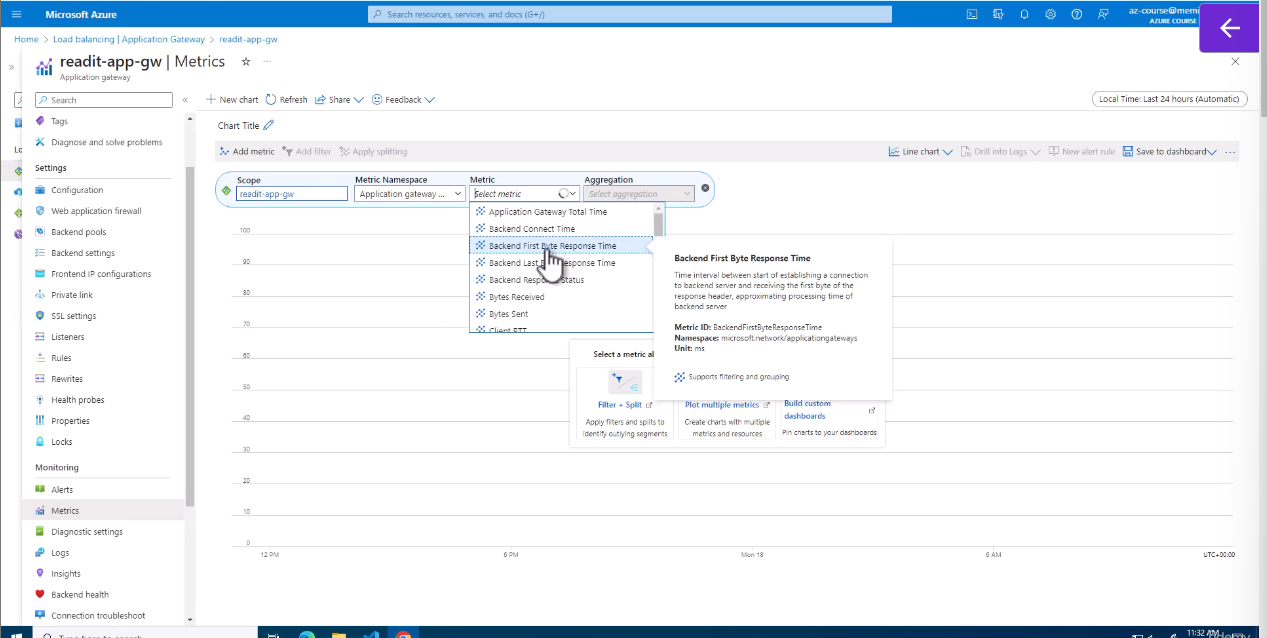 Microsoft Azure
Search resources, services, and docs (G+/)
AZURE COURSE
Home > Load balancing | Application Gateway > readit-app-gw >
readit-app-gw | Metrics
Application gateway
Search
New chart Refresh Share Feedback
Local Time: Last 24 hours (Automatic)
Tags
Diagnose and solve problems
Settings
Configuration
Web application firewall
Backend pools
Backend settings
Frontend IP configurations
Private link
SSL settings
Listeners
Rules
Rewrites
Health probes
Properties
Locks
Monitoring
Alerts
Metrics
Diagnostic settings
Logs
Insights
Backend health
Connection troubleshoot
Chart Title
Add metric Add filter Apply splitting
Line chart Drill into Logs New alert rule Save to dashboard
Scope
readit-app-gw
Metric Namespace
Application gateway ...
Metric
Select metric
Aggregation
Select aggregation
Application Gateway Total Time
Backend Connect Time
Backend First Byte Response Time
Backend Last Response Time
Backend Status
Bytes Received
Bytes Sent
Client RTT
Backend First Byte Response Time
Time interval between start of establishing a connection
to backend server and receiving the first byte of the
response header, approximating processing time of
backend server
Metric ID: BackendFirstByteResponseTime
Namespace: microsoft.network/applicationgateways
Unit: ms
Supports filtering and grouping
Select a metric
Filter + Split
Apply filters and splits to
identify outlying segments
Plot multiple metrics
Create charts with multiple
metrics and resources
Build custom
dashboards
Pin charts to your dashboards
100
90
80
70
60
50
40
30
20
10
0
12 PM
6 PM
Mon 18
6 AM
UTC+00:00
Type here to search
11:32 AM